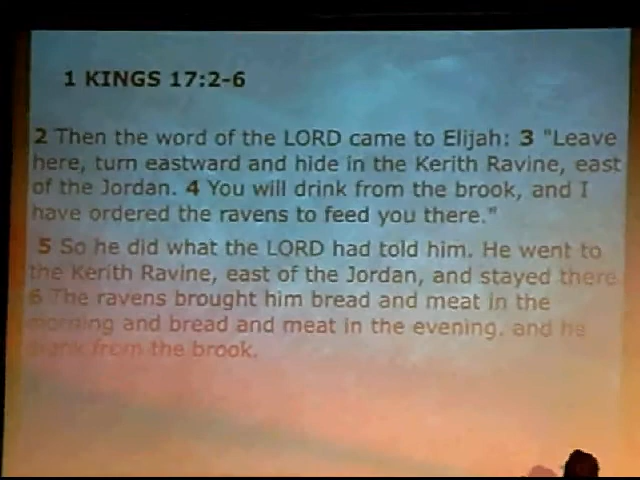 1 KINGS 17:2-6
2 Then the word of the LORD came to Elijah: 3 "Leave
here, turn eastward and hide in the Kerith Ravine, east
of the Jordan. 4 You will drink from the brook, and I
have ordered the ravens to feed you there."
5 So he did what the LORD had told him. He went to
the Kerith Ravine, east of the Jordan, and stayed there.
6 The ravens brought him bread and meat in the
morning and bread and meat in the evening, and he
drank from the brook.